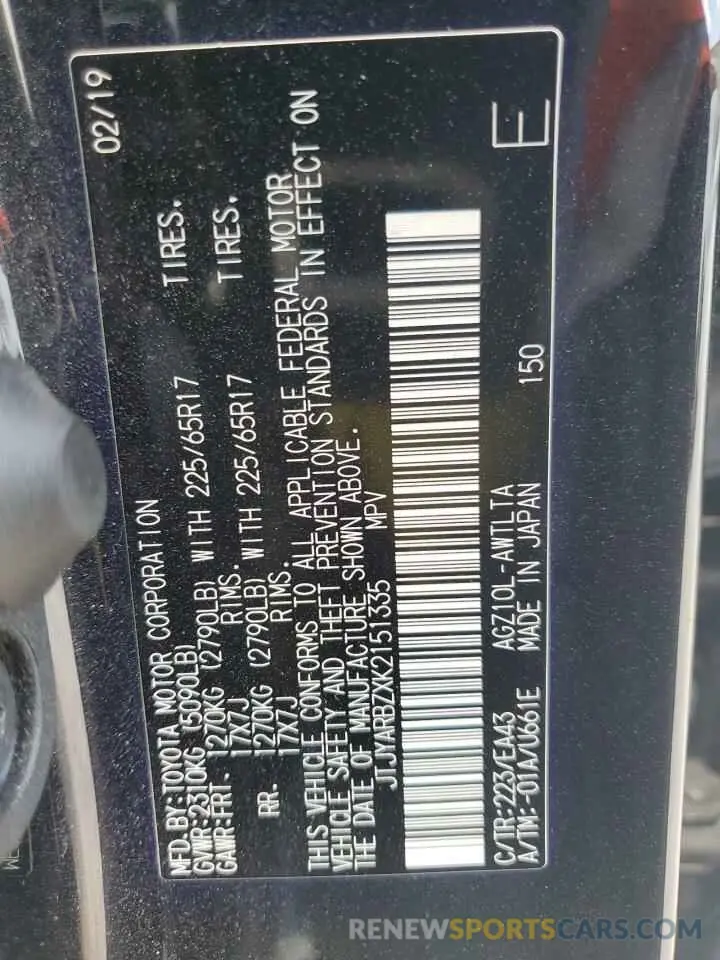 MFD.BY:TOYOTA MOTOR CORPORATION 02/19
GVWR:2310KG (5090LB)
GAWR:FRT. 1270KG (2790LB) WITH 225/65R17 TIRES.
17X7J RIMS.
RR. 1270KG (2790LB) WITH 225/65R17 TIRES.
17X7J RIMS.
THIS VEHICLE CONFORMS TO ALL APPLICABLE FEDERAL MOTOR
VEHICLE SAFETY AND THEFT PREVENTION STANDARDS IN EFFECT ON
THE DATE OF MANUFACTURE SHOWN ABOVE.
JTJYARBZXK2151335 MPV
C/TR:223/EA43 AGZ10L-AWTLTA E
A/TM:-01A/U661E MADE IN JAPAN 150
RENEWSPORTSCARS.COM